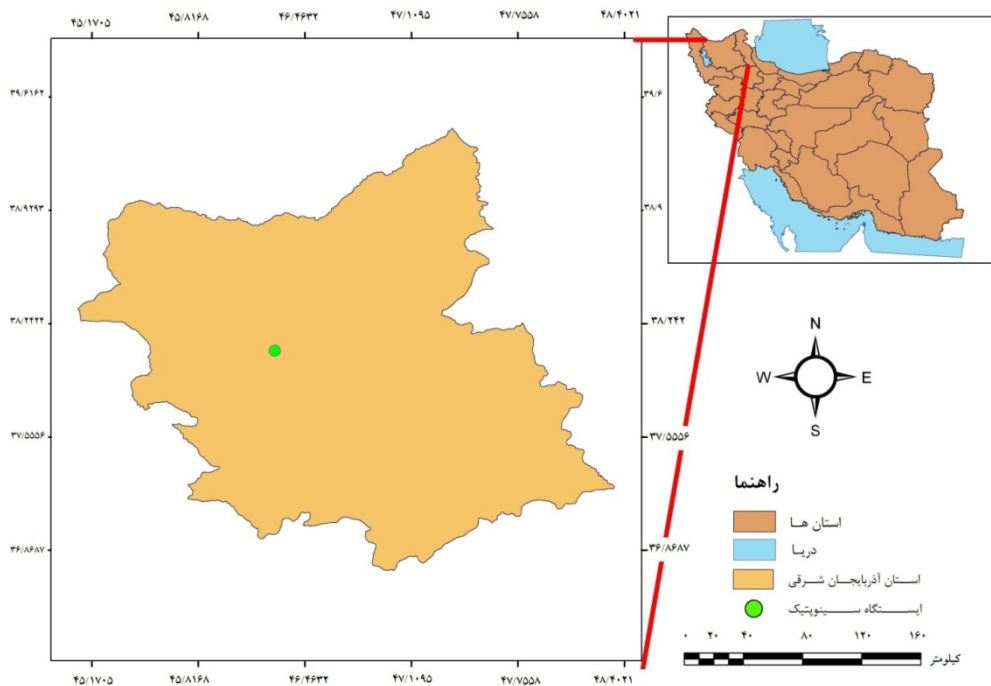 ۴۵/۱۷۰۵ ۴۵/۸۱۶۸ ۴۶/۴۶۳۲ ۴۷/۱۰۹۵ ۴۷/۷۵۵۸ ۴۸/۴۰۲۱
۳۹/۶۱۶۲ ۳۹/۶
۳۸/۹۲۹۳ ۳۸/۹
۳۸/۲۴۲۴ ۳۸/۲۴۲
۳۷/۵۵۵۶ ۳۷/۵۵۵۶
۳۶/۸۶۸۷ ۳۶/۸۶۸۷
۴۵/۱۷۰۵ ۴۵/۸۱۶۸ ۴۶/۴۶۳۲ ۴۷/۱۰۹۵ ۴۷/۷۵۵۸ ۴۸/۴۰۲۱
N
W E
S
راهنما
استان ها
دریا
استان آذربایجان شرقی
ایستگاه سینوپتیک
۰ ۲۰ ۴۰ ۸۰ ۱۲۰ ۱۶۰
کیلومتر